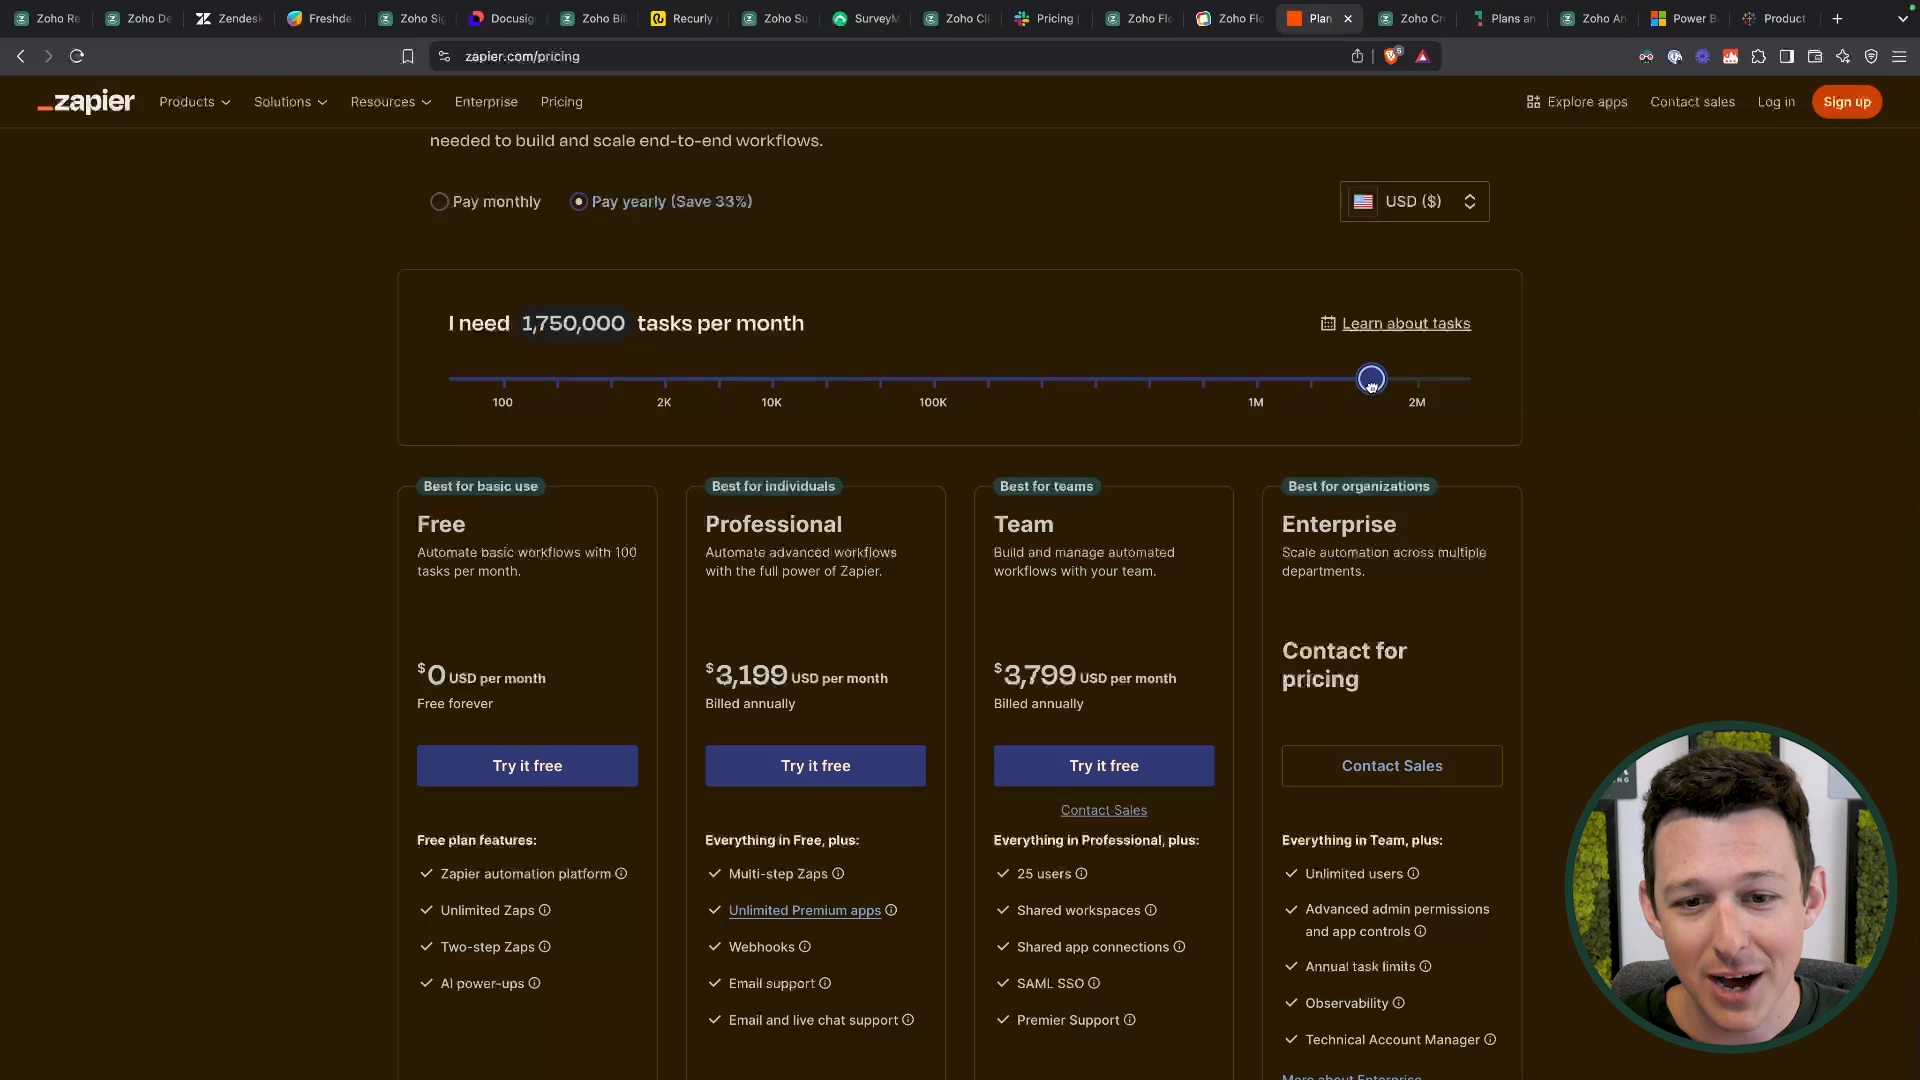 Zoho Re
Zoho De
Zendesk
Freshde
Zoho Sig
Docusig
Zoho Bil
Recurly
Zoho Su
SurveyM
Zoho Cli
Pricing
Zoho Flo
Zoho Flo
Plan
Zoho Cr
Plans an
Zoho An
Power B
Product
zapier.com/pricing
5
zapier
Products
Solutions
Resources
Enterprise
Pricing
Explore apps
Contact sales
Log in
Sign up
needed to build and scale end-to-end workflows.
Pay monthly
Pay yearly (Save 33%)
USD ($)
I need 1,750,000 tasks per month
Learn about tasks
100
2K
10K
100K
1M
2M
Best for basic use
Free
Automate basic workflows with 100
tasks per month.
$0 USD per month
Free forever
Try it free
Free plan features:
Zapier automation platform
Unlimited Zaps
Two-step Zaps
AI power-ups
Best for individuals
Professional
Automate advanced workflows
with the full power of Zapier.
$3,199 USD per month
Billed annually
Try it free
Everything in Free, plus:
Multi-step Zaps
Unlimited Premium apps
Webhooks
Email support
Email and live chat support
Best for teams
Team
Build and manage automated
workflows with your team.
$3,799 USD per month
Billed annually
Try it free
Contact Sales
Everything in Professional, plus:
25 users
Shared workspaces
Shared app connections
SAML SSO
Premier Support
Best for organizations
Enterprise
Scale automation across multiple
departments.
Contact for
pricing
Contact Sales
Everything in Team, plus:
Unlimited users
Advanced admin permissions
and app controls
Annual task limits
Observability
Technical Account Manager
More about Enterprise